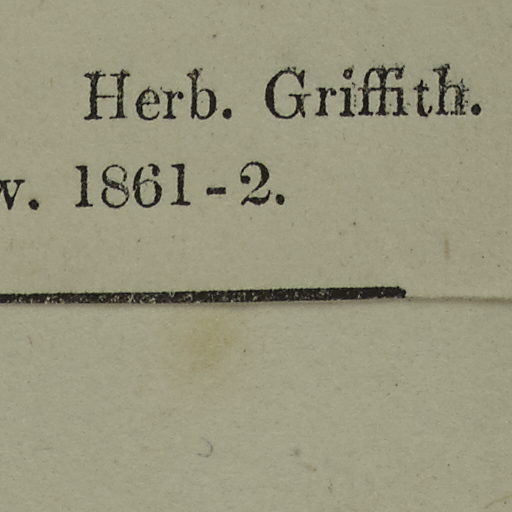 Herb. Griffith.
w. 1861-2.